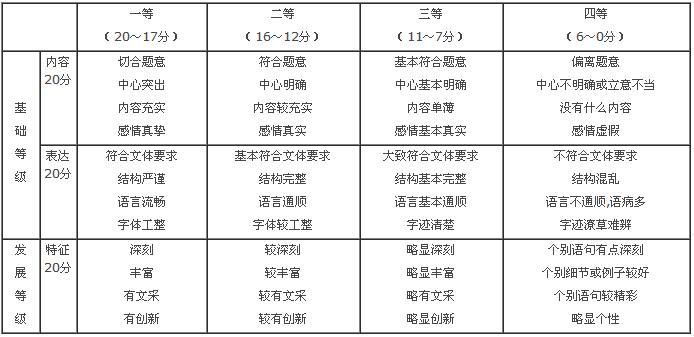 一等 二等 三等 四等
（20～17分） （16～12分） （11～7分） （6～0分）
基础等级
内容 切合题意 符合题意 基本符合题意 偏离题意
20分 中心突出 中心明确 中心基本明确 中心不明确或立意不当
内容充实 内容较充实 内容单薄 没有什么内容
感情真挚 感情真实 感情基本真实 感情虚假
表达 符合文体要求 基本符合文体要求 大致符合文体要求 不符合文体要求
20分 结构严谨 结构完整 结构基本完整 结构混乱
语言流畅 语言通顺 语言基本通顺 语言不通顺,语病多
字体工整 字体较工整 字迹清楚 字迹潦草难辨
发展等级
特征 深刻 较深刻 略显深刻 个别语句有点深刻
20分 丰富 较丰富 略显丰富 个别细节或例子较好
有文采 较有文采 略有文采 个别语句较精彩
有创新 较有创新 略显创新 略显个性